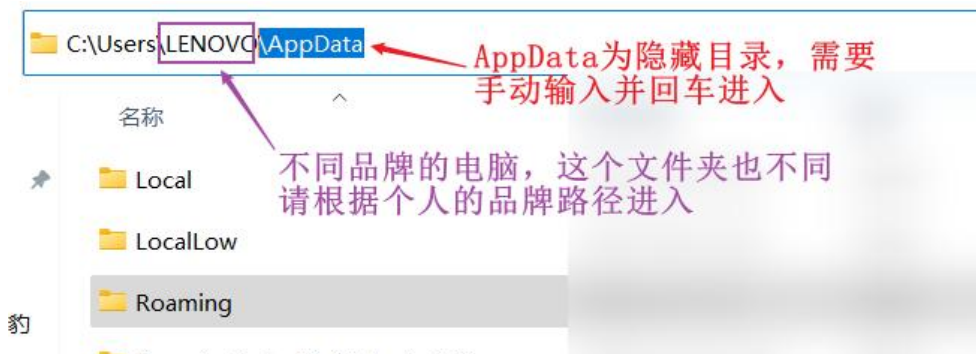 C:\Users\LENOVO\AppData
AppData为隐藏目录，需要
手动输入并回车进入
名称
不同品牌的电脑，这个文件夹也不同
请根据个人的品牌路径进入
Local
LocalLow
Roaming
豹